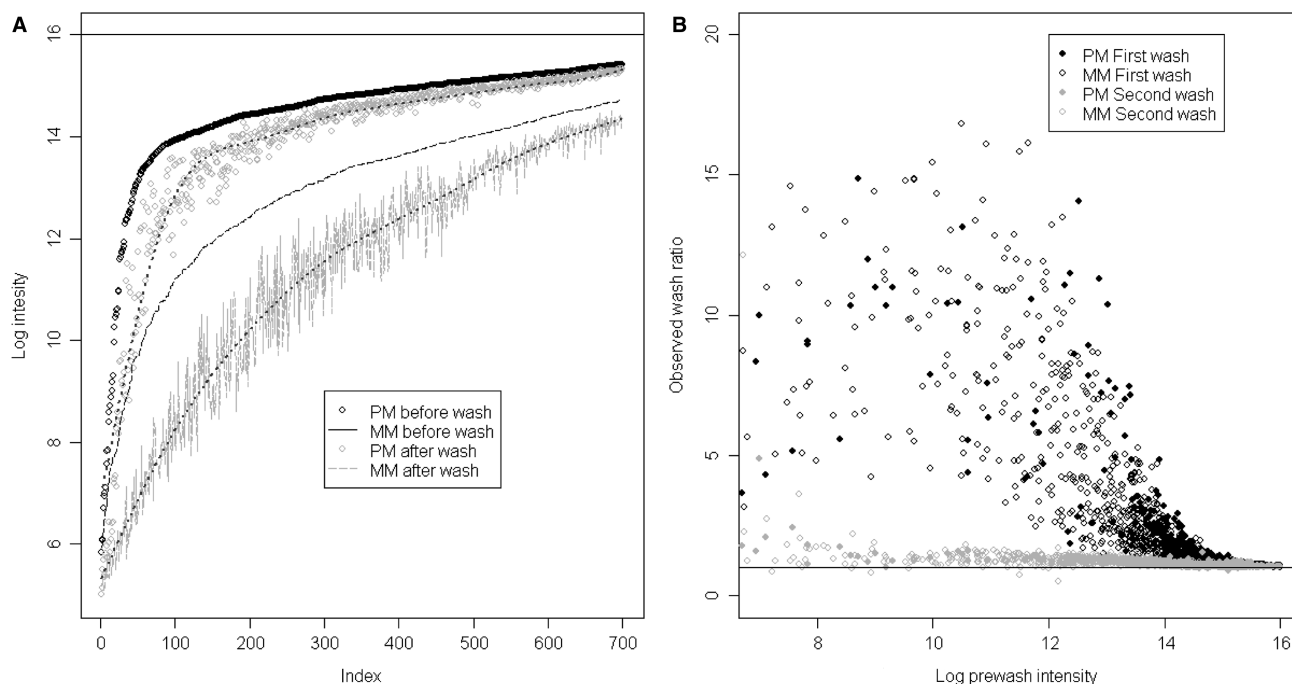 A
16
14
12
10
8
6
Log intesity
PM before wash
MM before wash
PM after wash
MM after wash
0 100 200 300 400 500 600 700
Index
B
20
15
10
5
0
Observed wash ratio
PM First wash
MM First wash
PM Second wash
MM Second wash
8 10 12 14 16
Log prewash intensity